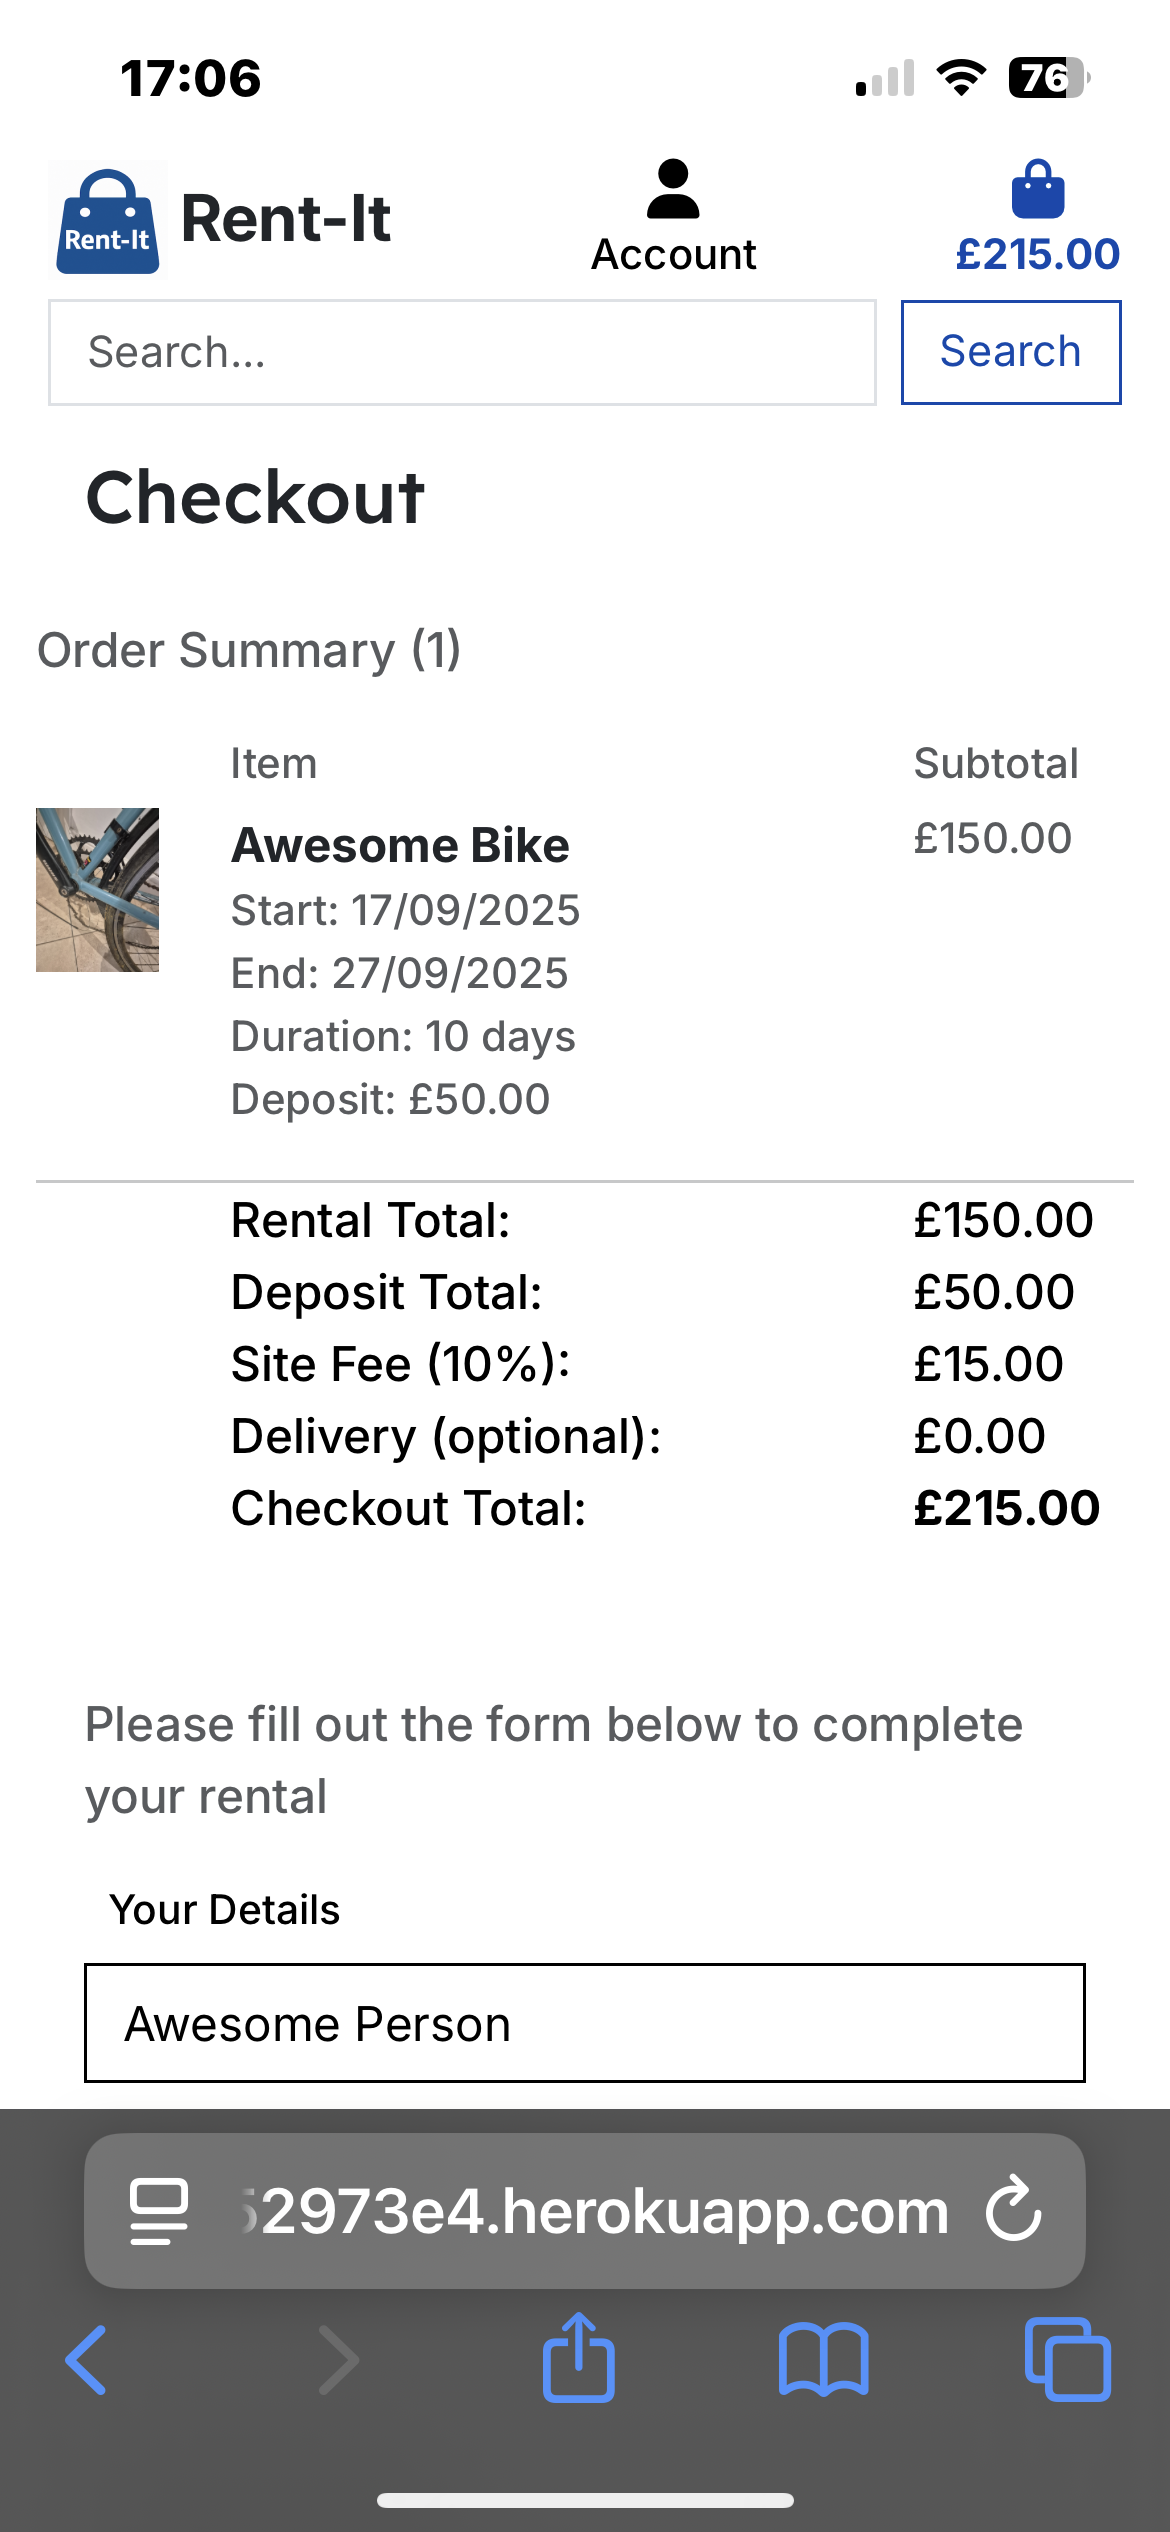 17:06
76
Rent-It
Rent-It
Account
£215.00
Search...
Search
Checkout
Order Summary (1)
Item
Subtotal
Awesome Bike
£150.00
Start: 17/09/2025
End: 27/09/2025
Duration: 10 days
Deposit: £50.00
Rental Total:
£150.00
Deposit Total:
£50.00
Site Fee (10%):
£15.00
Delivery (optional):
£0.00
Checkout Total:
£215.00
Please fill out the form below to complete
your rental
Your Details
Awesome Person
2973e4.herokuapp.com